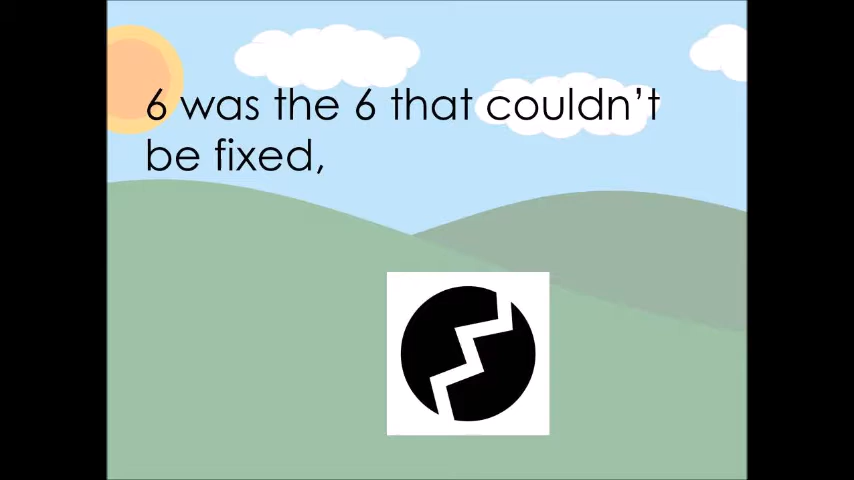 6 was the 6 that couldn’t
be fixed,